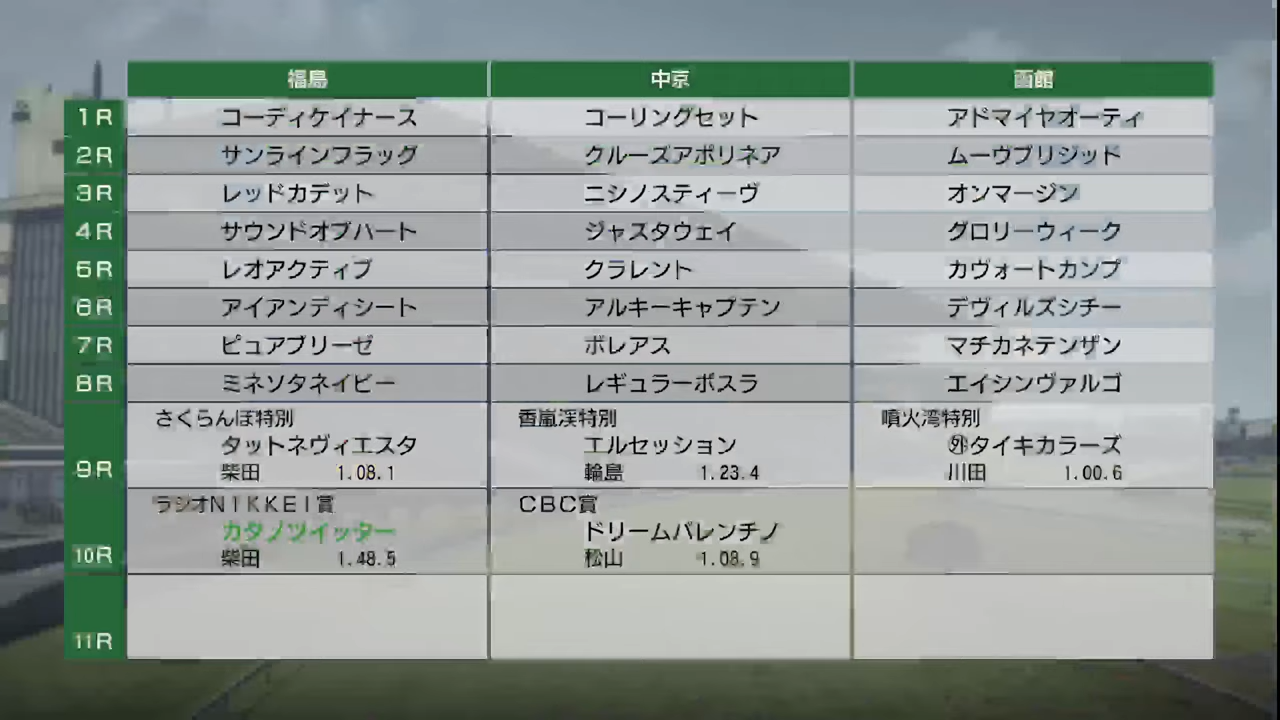 福島 中京 函館
1R コーディケイナース コーリングセット アドマイヤオーティ
2R サンラインフラッグ クルーズアポリネア ムーヴブリジッド
3R レッドカデット ニシノスティーヴ オンマージン
4R サウンドオブハート ジャスタウェイ グロリーウィーク
5R レオアクティブ クラレント カヴォートカンプ
6R アイアンディシート アルキーキャプテン デヴィルズシチー
7R ピュアブリーゼ ボレアス マチカネテンザン
8R ミネソタネイビー レギュラーポスラ エイシンヴァルゴ
さくらんぼ特別 香嵐渓特別 噴火湾特別
タットネヴィエスタ エルセッション ㊕タイキカラーズ
9R 柴田 1.08.1 輪島 1.23.4 川田 1.00.6
ラジオNIKKEI賞 CBC賞
カタノツイッター ドリームバレンチノ
10R 柴田 1.48.5 松山 1.08.9
11R